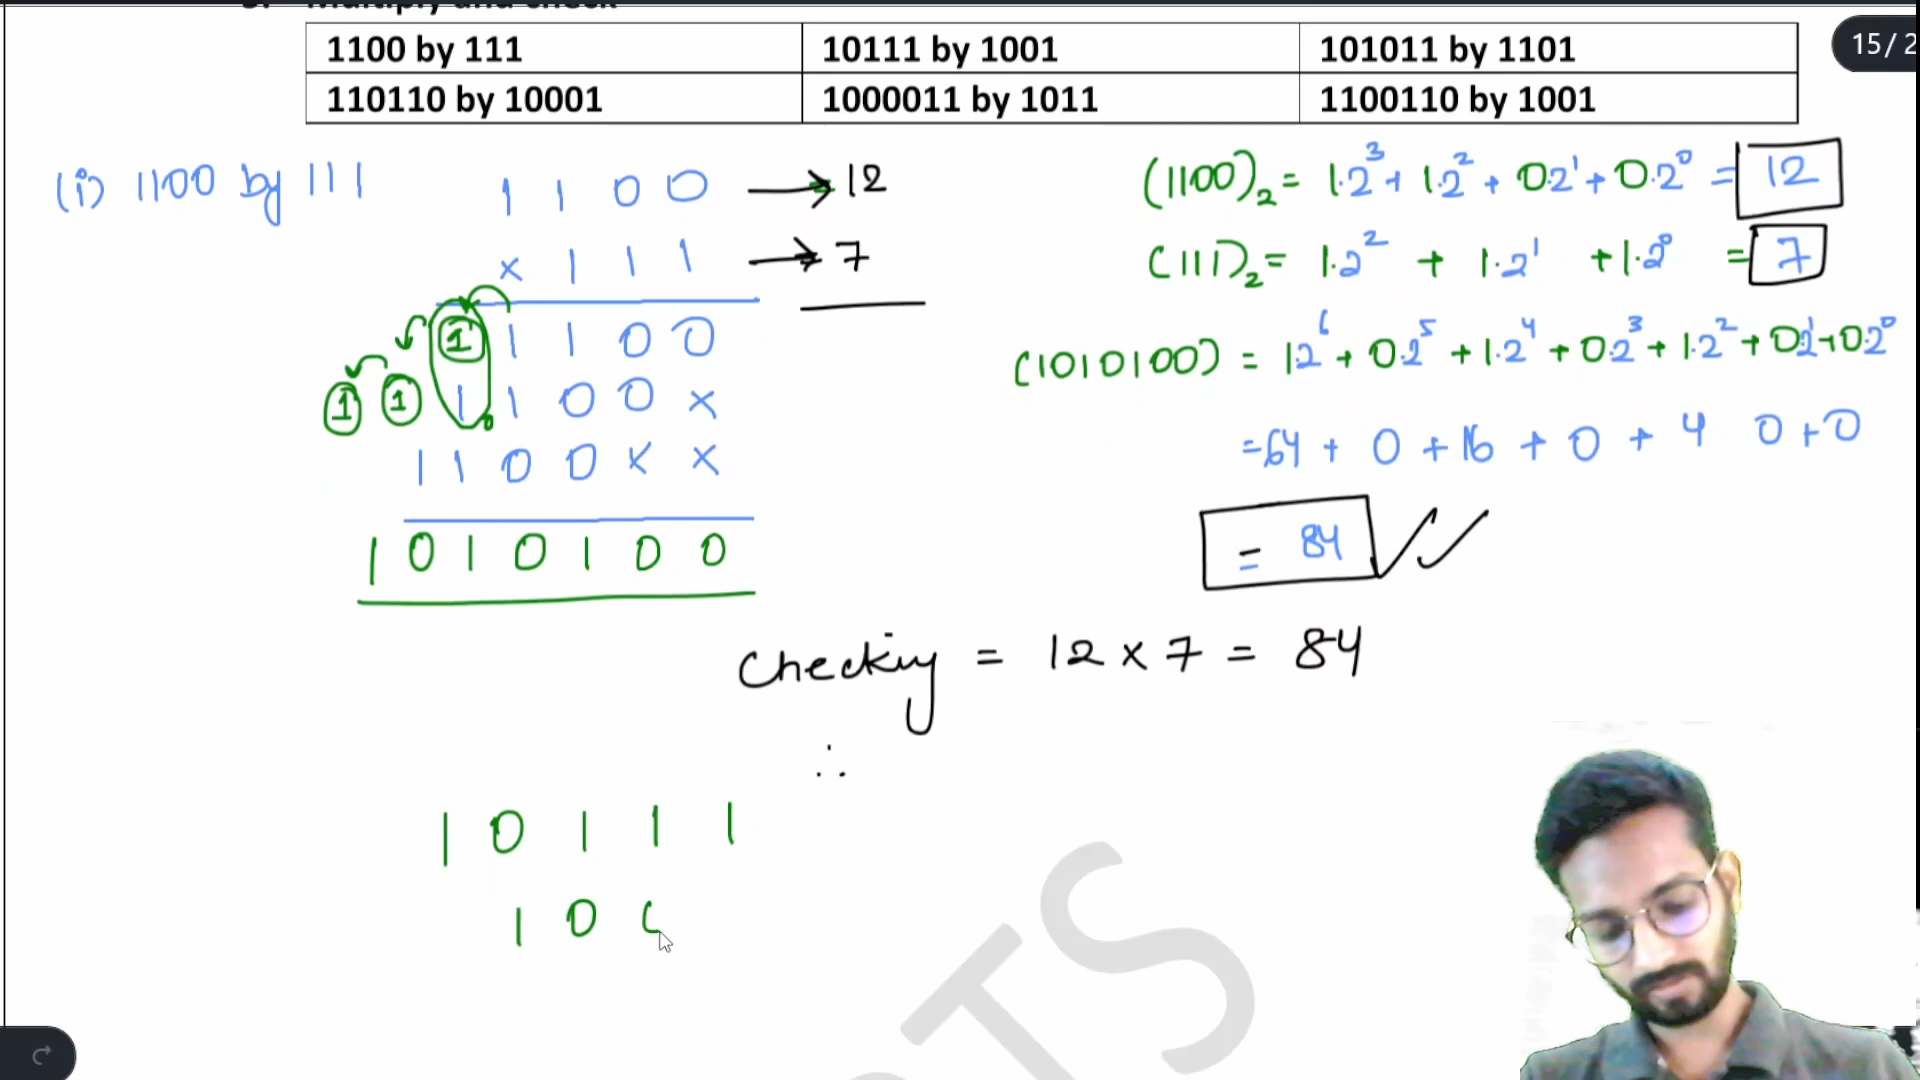 1100 by 111 10111 by 1001 101011 by 1101
110110 by 10001 1000011 by 1011 1100110 by 1001
15/2
(i) 1100 by 111
1 1 0 0 → 12
x 1 1 1 → 7
1 1 1 0 0
1 1 1 1 0 0 x
1 1 0 0 x x
1 0 1 0 1 0 0
(1100)₂ = 1.2³ + 1.2² + 0.2¹ + 0.2⁰ = 12
(111)₂ = 1.2² + 1.2¹ + 1.2⁰ = 7
(1010100) = 1.2⁶ + 0.2⁵ + 1.2⁴ + 0.2³ + 1.2² + 0.2¹ + 0.2⁰
= 64 + 0 + 16 + 0 + 4 0 + 0
= 84
Checking = 12 x 7 = 84
∴
1 0 1 1 1
1 0
TS